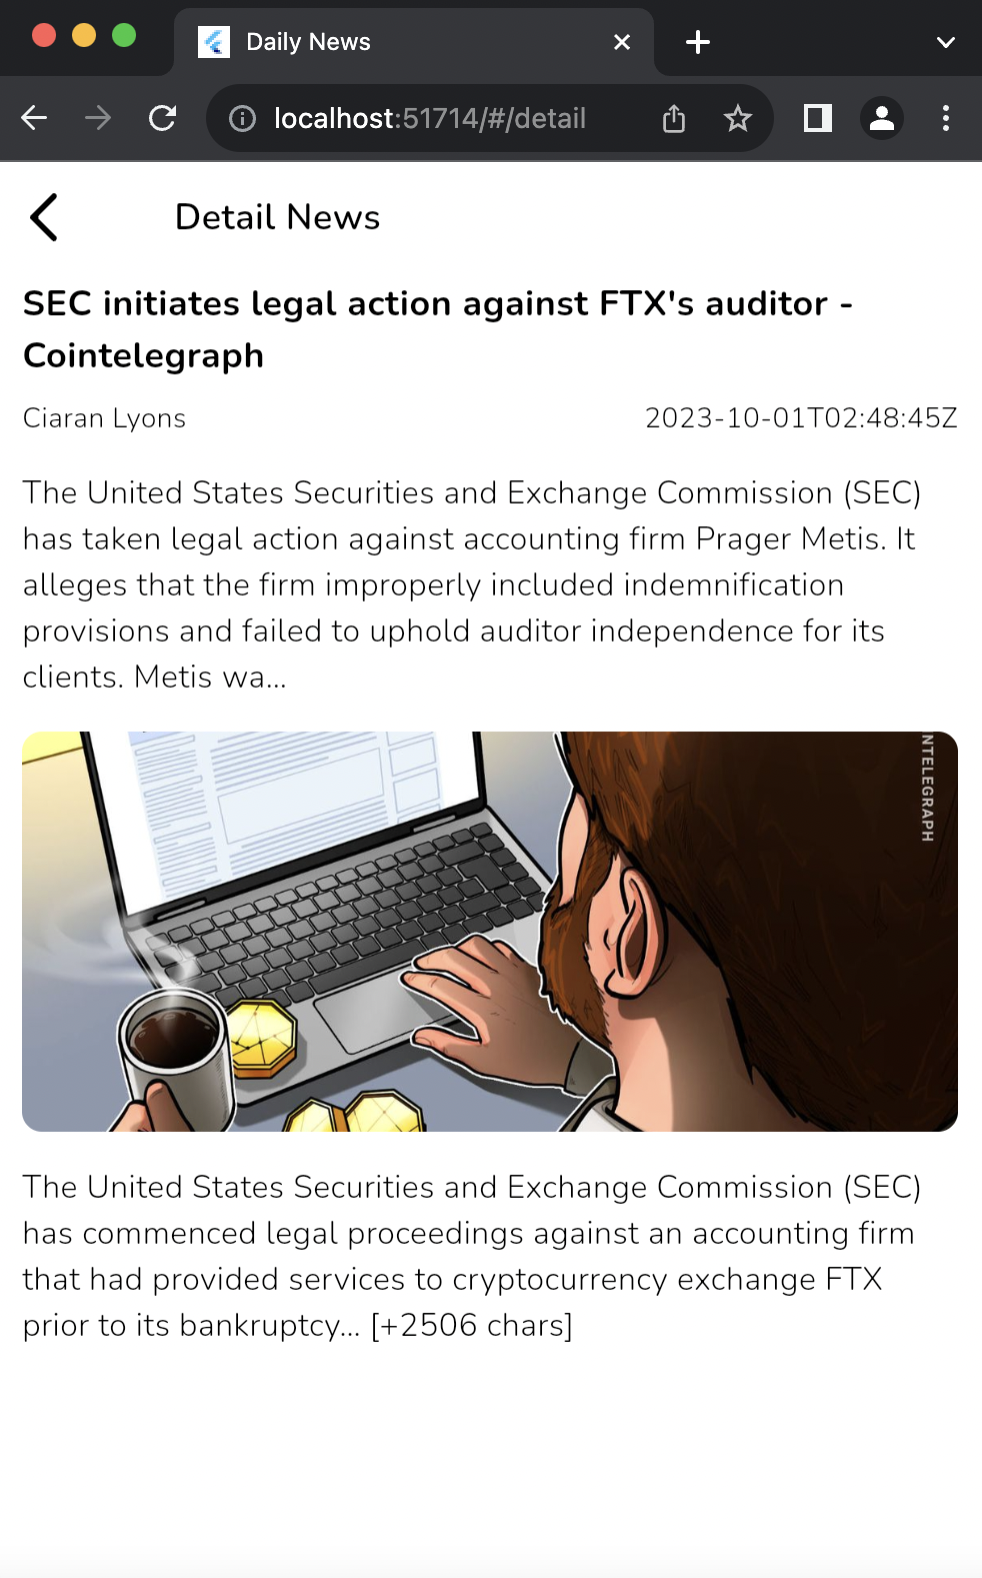 Daily News
localhost:51714/#/detail
Detail News
SEC initiates legal action against FTX's auditor -
Cointelegraph
Ciaran Lyons
2023-10-01T02:48:45Z
The United States Securities and Exchange Commission (SEC)
has taken legal action against accounting firm Prager Metis. It
alleges that the firm improperly included indemnification
provisions and failed to uphold auditor independence for its
clients. Metis wa...
NTELEGRAPH
The United States Securities and Exchange Commission (SEC)
has commenced legal proceedings against an accounting firm
that had provided services to cryptocurrency exchange FTX
prior to its bankruptcy… [+2506 chars]